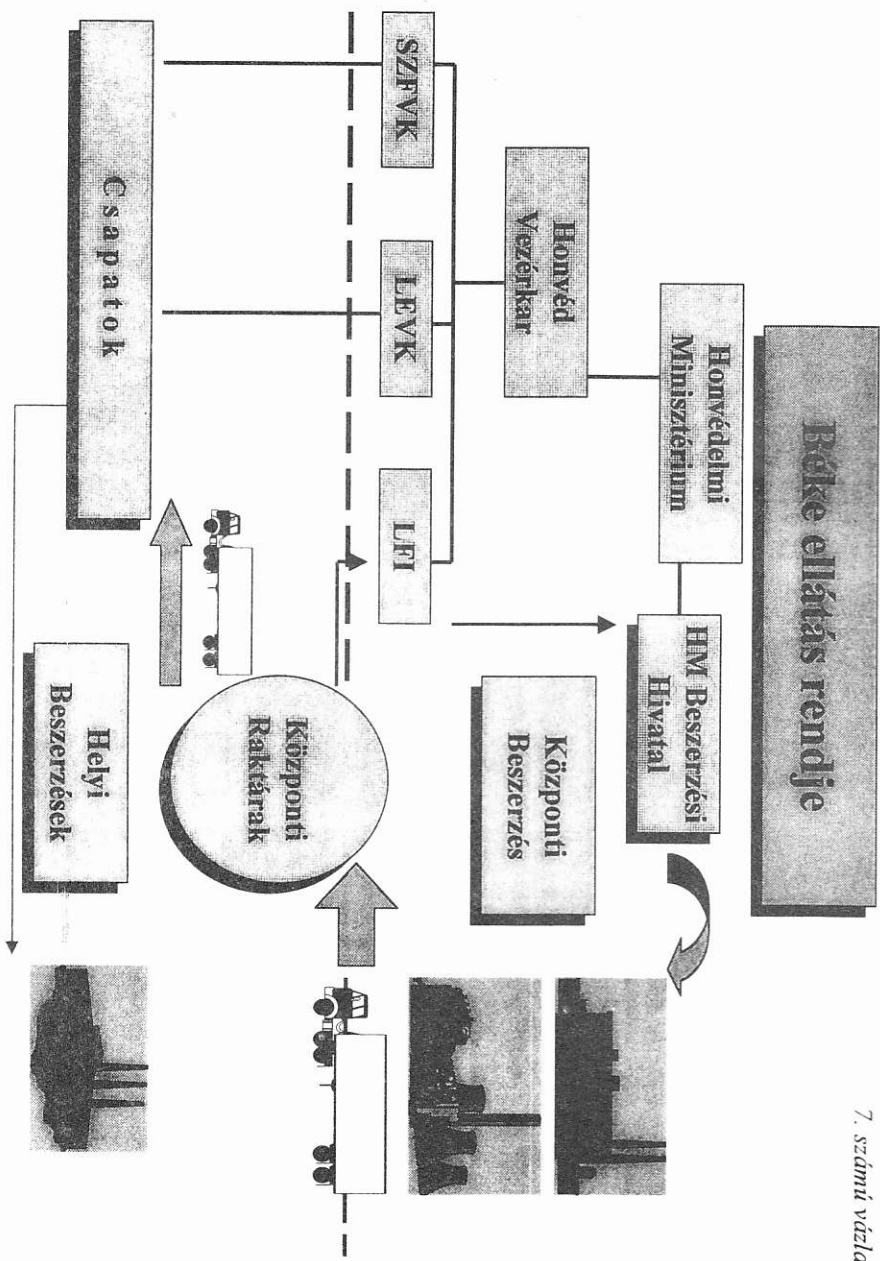 7. számú vázla
Béke ellátás rendje
Honvédelmi
Minisztérium
HM Beszerzési
Hivatal
Honvéd
Vezérkar
Központi
Beszerzés
SZFVK
LEVK
LFI
Központi
Raktárak
Csapatok
Helyi
Beszerzések